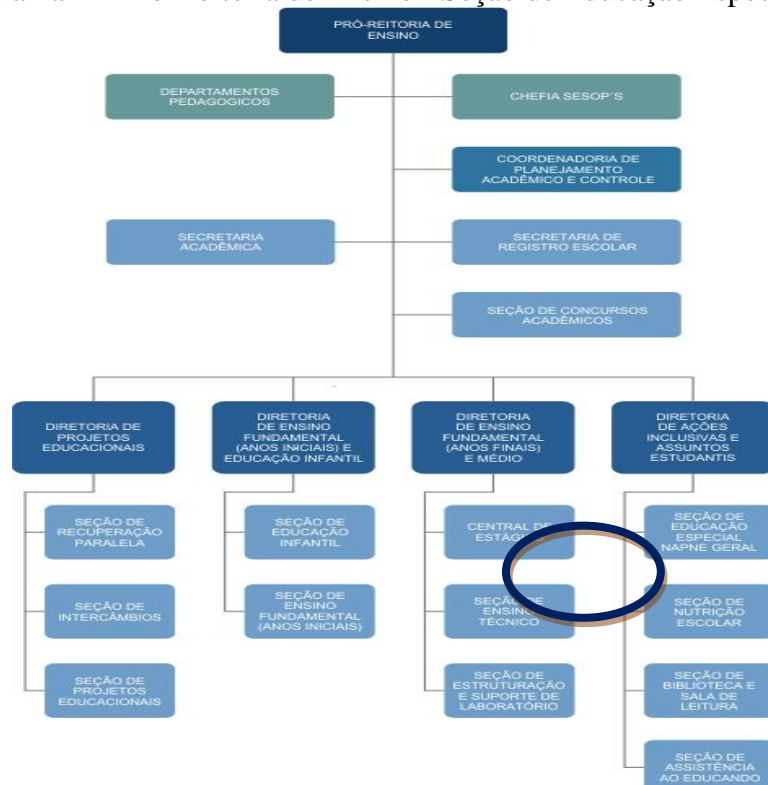 PRÓ-REITORIA DE
ENSINO
DEPARTAMENTOS
PEDAGOGICOS
CHEFIA SESOP´S
COORDENADORIA DE
PLANEJAMENTO
ACADÊMICO E CONTROLE
SECRETARIA
ACADÊMICA
SECRETARIA DE
REGISTRO ESCOLAR
SEÇÃO DE CONCURSOS
ACADÊMICOS
DIRETORIA DE
PROJETOS
EDUCACIONAIS
DIRETORIA
DE ENSINO
FUNDAMENTAL
(ANOS INICIAIS) E
EDUCAÇÃO INFANTIL
DIRETORIA
DE ENSINO
FUNDAMENTAL
(ANOS FINAIS)
E MÉDIO
DIRETORIA
DE AÇÕES
INCLUSIVAS E
ASSUNTOS
ESTUDANTIS
SEÇÃO DE
RECUPERAÇÃO
PARALELA
SEÇÃO DE
INTERCÂMBIOS
SEÇÃO DE
PROJETOS
EDUCACIONAIS
SEÇÃO DE
EDUCAÇÃO
INFANTIL
SEÇÃO DE
ENSINO
FUNDAMENTAL
(ANOS INICIAIS)
CENTRAL DE
ESTÁGIOS
SEÇÃO DE
ENSINO
TÉCNICO
SEÇÃO DE
ESTRUTURAÇÃO
E SUPORTE DE
LABORATÓRIO
SEÇÃO DE
EDUCAÇÃO
ESPECIAL
NAPNE GERAL
SEÇÃO DE
NUTRIÇÃO
ESCOLAR
SEÇÃO DE
BIBLIOTECA E
SALA DE
LEITURA
SEÇÃO DE
ASSISTÊNCIA
AO EDUCANDO